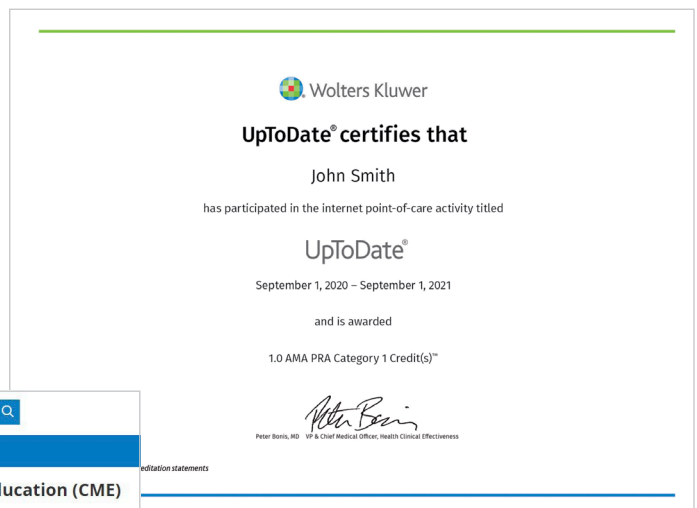 Wolters Kluwer
UpToDate® certifies that
John Smith
has participated in the internet point-of-care activity titled
UpToDate®
September 1, 2020 – September 1, 2021
and is awarded
1.0 AMA PRA Category 1 Credit(s)™
Peter Bonis, MD VP & Chief Medical Officer, Health Clinical Effectiveness
editation statements
lucation (CME)